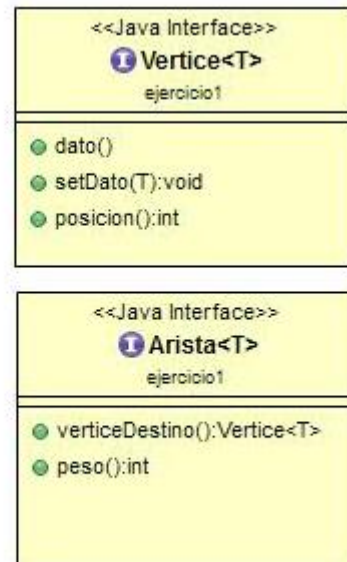 <<Java Interface>>
I Vertice<T>
ejercicio1
dato()
setDato(T):void
posicion():int
<<Java Interface>>
I Arista<T>
ejercicio1
verticeDestino():Vertice<T>
peso():int